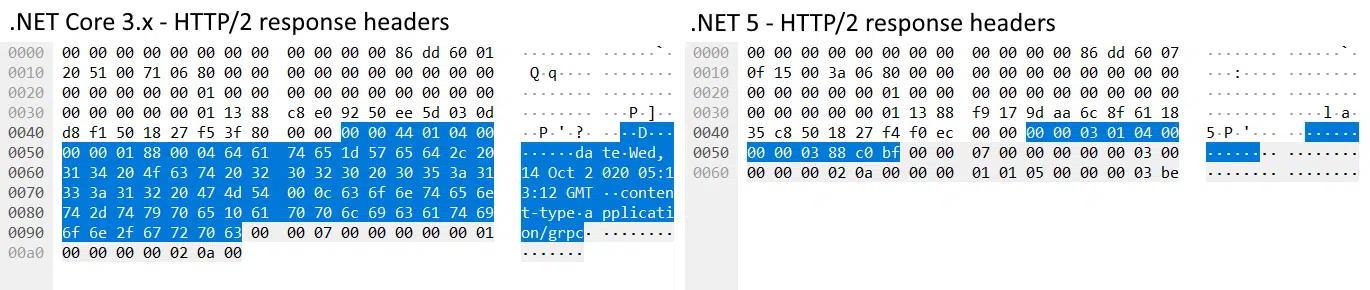 .NET Core 3.x - HTTP/2 response headers
0000 00 00 00 00 00 00 00 00 00 00 00 00 86 dd 60 01 ··············`·
0010 20 51 00 71 06 80 00 00 00 00 00 00 00 00 00 00 Q·q············
0020 00 00 00 00 00 01 00 00 00 00 00 00 00 00 00 00 ················
0030 00 00 00 00 00 01 13 88 c8 e0 92 50 ee 5d 03 0d ···········P·]··
0040 d8 f1 50 18 27 f5 3f 80 00 00 00 00 44 01 04 00 ··P·'·?·····D···
0050 00 00 01 88 00 04 64 61 74 65 1d 57 65 64 2c 20 ······da te·Wed,
0060 31 34 20 4f 63 74 20 32 30 32 30 20 30 35 3a 31 14 Oct 2 020 05:1
0070 33 3a 31 32 20 47 4d 54 00 0c 63 6f 6e 74 65 6e 3:12 GMT ··conten
0080 74 2d 74 79 70 65 10 61 70 70 6c 69 63 61 74 69 t-type·a pplicati
0090 6f 6e 2f 67 72 70 63 00 00 07 00 00 00 00 00 01 on/grpc· ········
00a0 00 00 00 00 02 0a 00 ·······
.NET 5 - HTTP/2 response headers
0000 00 00 00 00 00 00 00 00 00 00 00 00 86 dd 60 07 ··············`·
0010 0f 15 00 3a 06 80 00 00 00 00 00 00 00 00 00 00 ···:············
0020 00 00 00 00 00 01 00 00 00 00 00 00 00 00 00 00 ················
0030 00 00 00 00 00 01 13 88 f9 17 9d aa 6c 8f 61 18 ············l·a·
0040 35 c8 50 18 27 f4 f0 ec 00 00 00 00 03 01 04 00 5·P·'··· ········
0050 00 00 03 88 c0 bf 00 00 07 00 00 00 00 00 03 00 ········ ········
0060 00 00 00 02 0a 00 00 00 01 01 05 00 00 00 03 be ········ ········